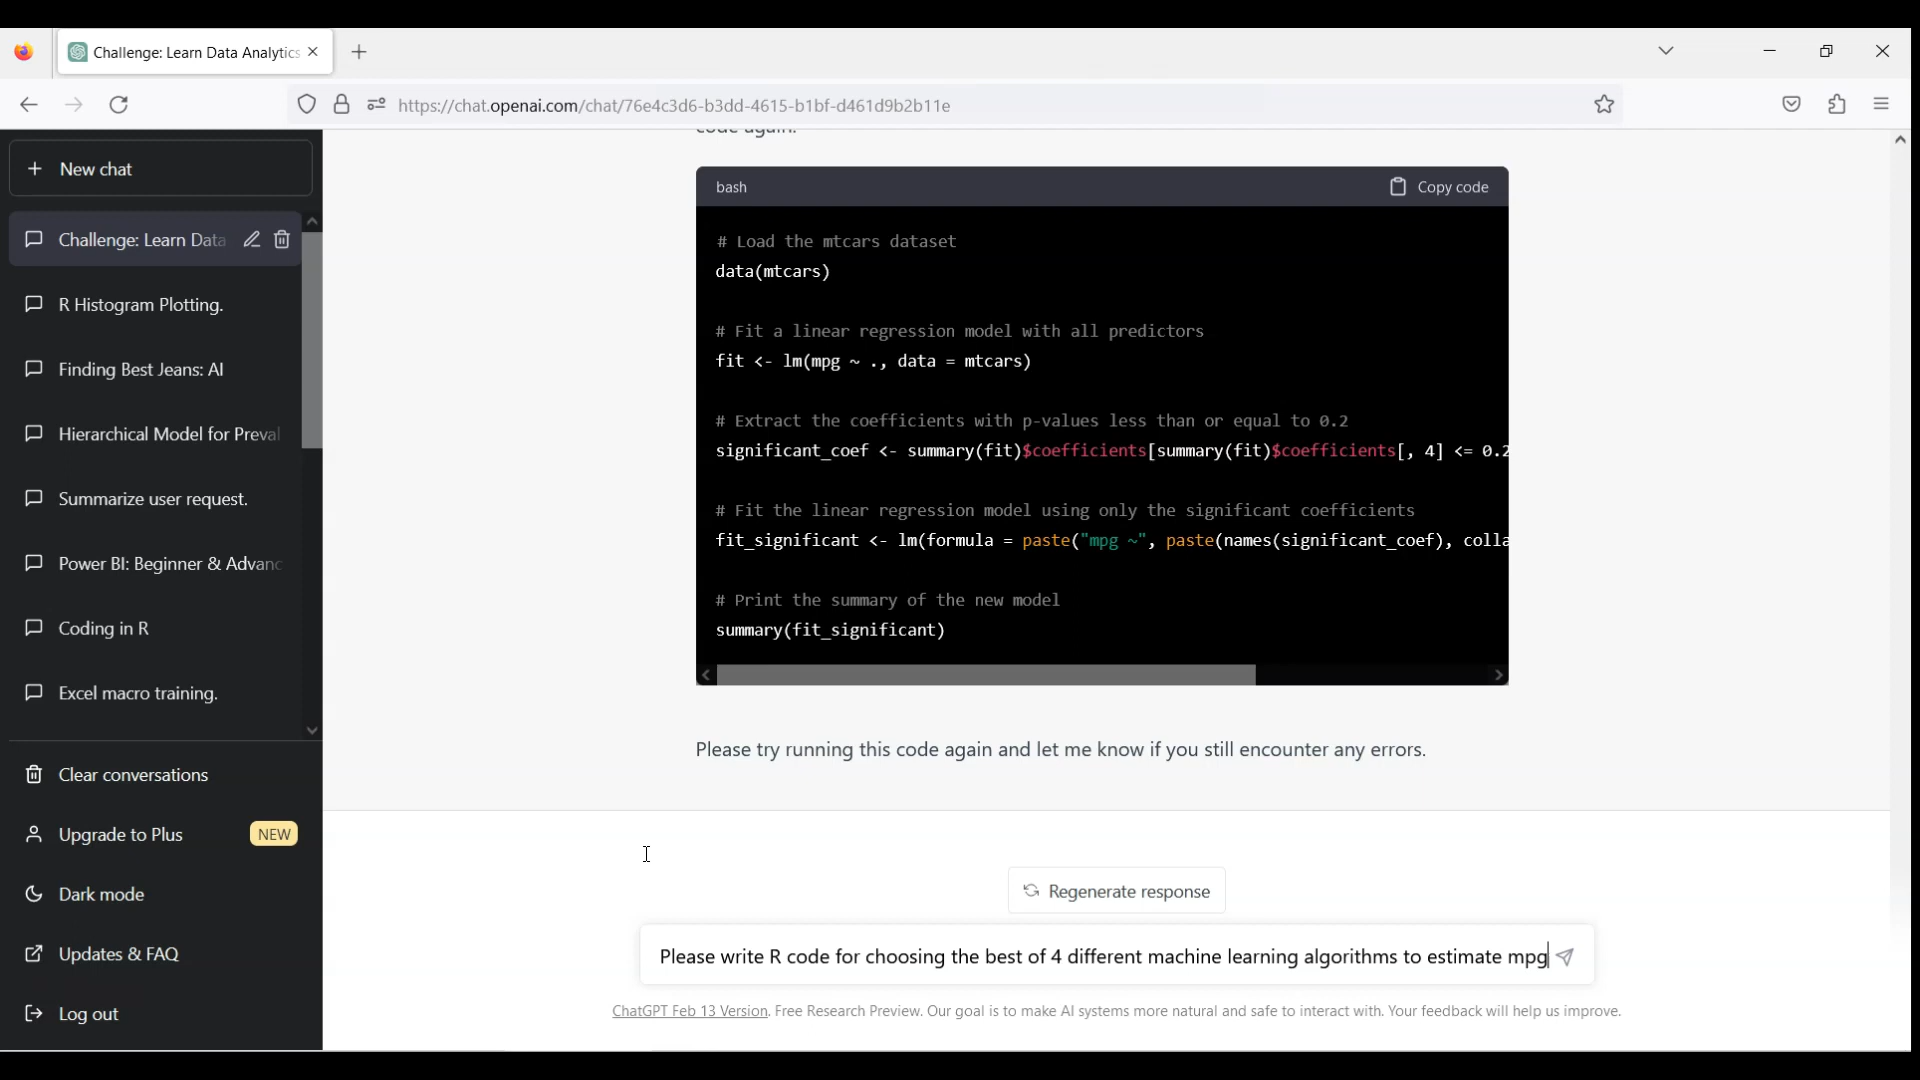 Challenge: Learn Data Analytics
https://chat.openai.com/chat/76e4c3d6-b3dd-4615-b1bf-d461d9b2b11e
New chat
Challenge: Learn Data
R Histogram Plotting.
Finding Best Jeans: AI
Hierarchical Model for Preval
Summarize user request.
Power BI: Beginner & Advanc
Coding in R
Excel macro training.
Clear conversations
Upgrade to Plus NEW
Dark mode
Updates & FAQ
Log out
code again:
bash Copy code
# Load the mtcars dataset
data(mtcars)
# Fit a linear regression model with all predictors
fit <- lm(mpg ~ ., data = mtcars)
# Extract the coefficients with p-values less than or equal to 0.2
significant_coef <- summary(fit)$coefficients[summary(fit)$coefficients[, 4] <= 0.2
# Fit the linear regression model using only the significant coefficients
fit_significant <- lm(formula = paste("mpg ~", paste(names(significant_coef), colla
# Print the summary of the new model
summary(fit_significant)
Please try running this code again and let me know if you still encounter any errors.
Regenerate response
Please write R code for choosing the best of 4 different machine learning algorithms to estimate mpg
ChatGPT Feb 13 Version. Free Research Preview. Our goal is to make AI systems more natural and safe to interact with. Your feedback will help us improve.